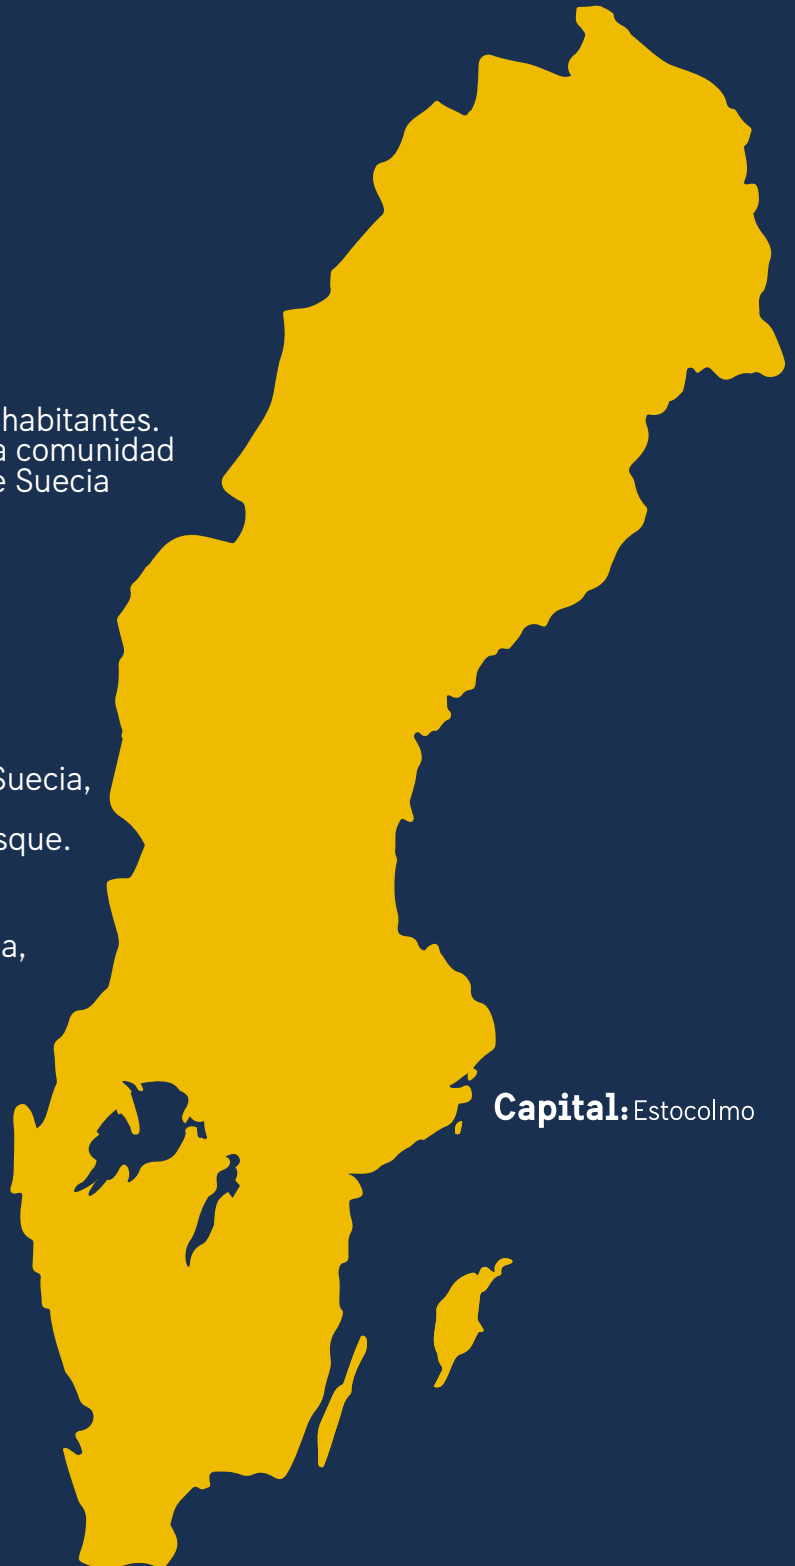 habitantes.
a comunidad
e Suecia
Suecia,
sque.
a,
Capital: Estocolmo